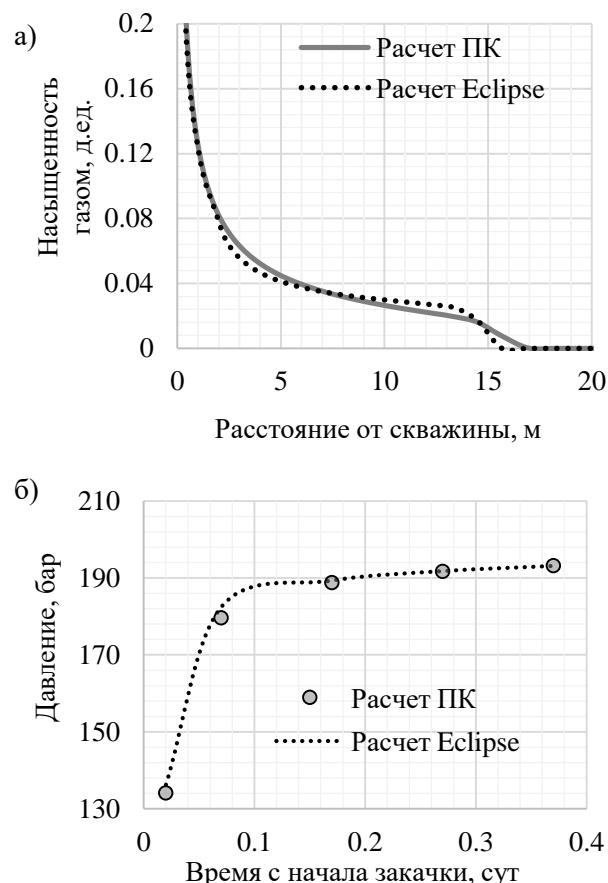 а)
0.2
0.16
0.12
0.08
0.04
0
Насыщенность
газом, д.ед.
Расчет ПК
Расчет Eclipse
0 5 10 15 20
Расстояние от скважины, м
б)
210
190
170
150
130
Давление, бар
Расчет ПК
Расчет Eclipse
0 0.1 0.2 0.3 0.4
Время с начала закачки, сут